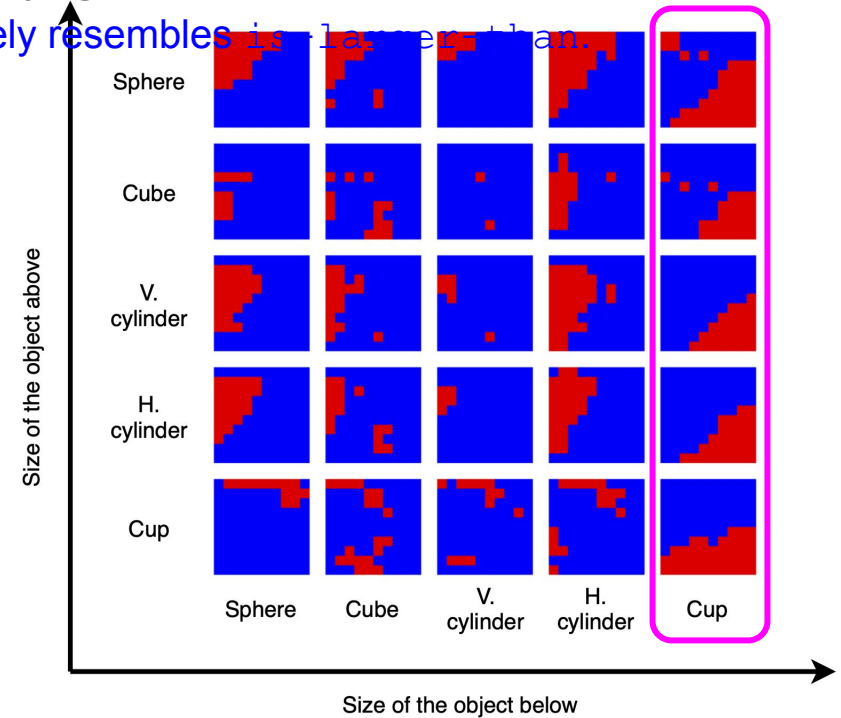 resembles is-larger-than.
Sphere
Cube
V.
cylinder
H.
cylinder
Cup
Size of the object above
Sphere
Cube
V.
cylinder
H.
cylinder
Cup
Size of the object below